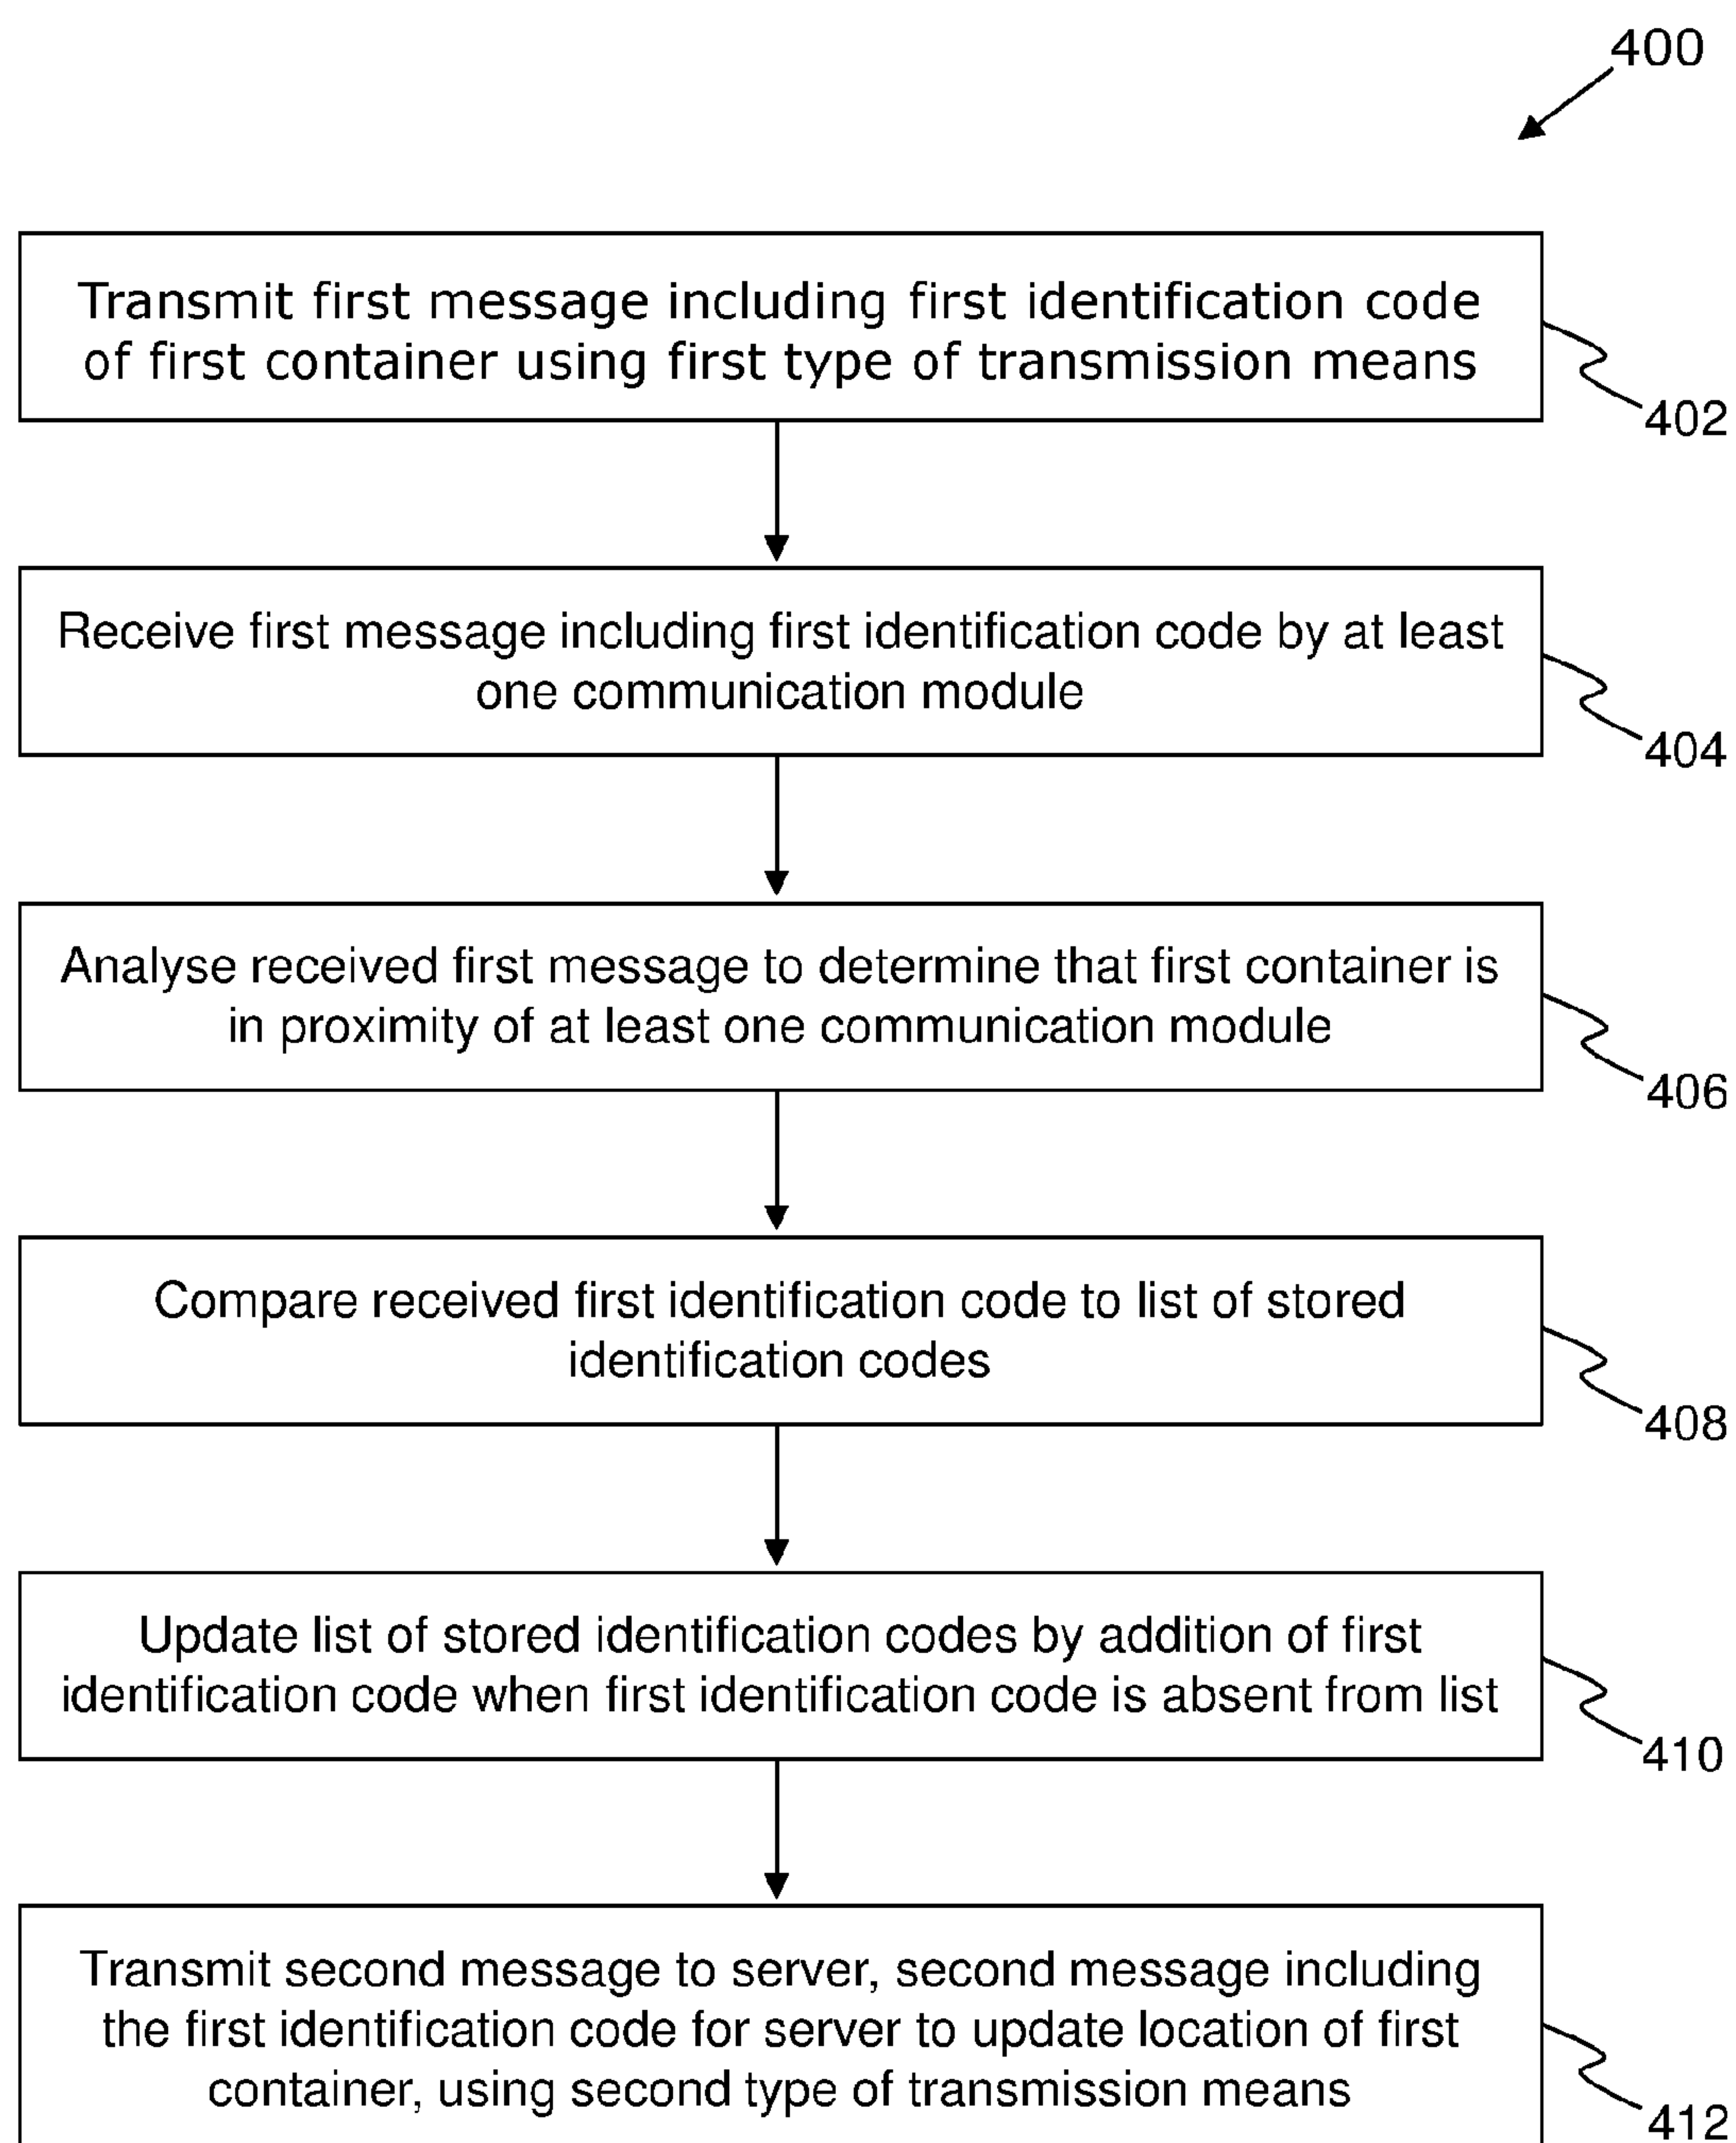 400
Transmit first message including first identification code
of first container using first type of transmission means
402
Receive first message including first identification code by at least
one communication module
404
Analyse received first message to determine that first container is
in proximity of at least one communication module
406
Compare received first identification code to list of stored
identification codes
408
Update list of stored identification codes by addition of first
identification code when first identification code is absent from list
410
Transmit second message to server, second message including
the first identification code for server to update location of first
container, using second type of transmission means
412